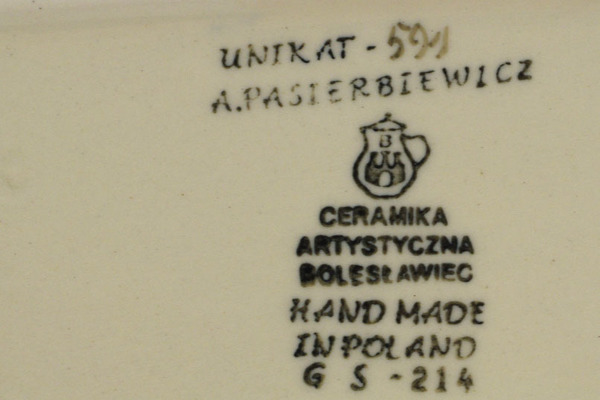 UNIKAT - 591
A.PASIERBIEWICZ
B
CERAMIKA
ARTYSTYCZNA
BOLESŁAWIEC
HAND MADE
IN POLAND
G S - 214